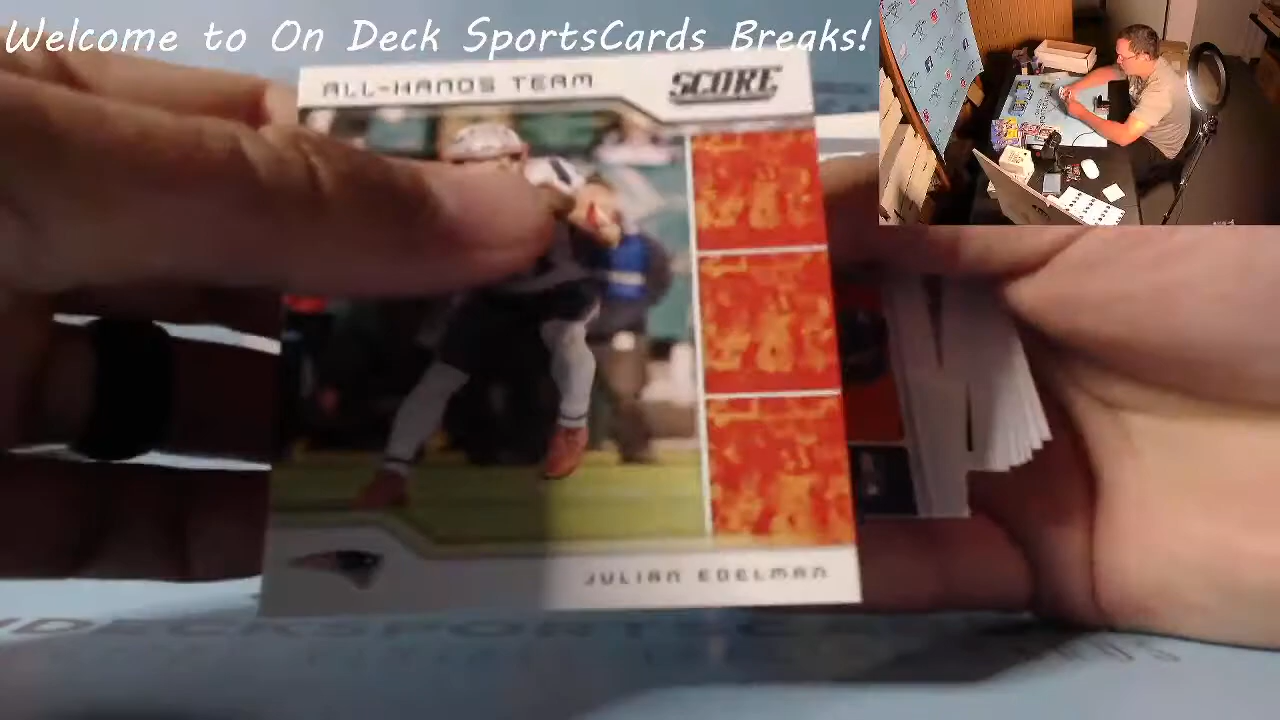 Welcome to On Deck SportsCards Breaks!
ALL-HANDS TEAM
SCORE
JULIAN EDELMAN